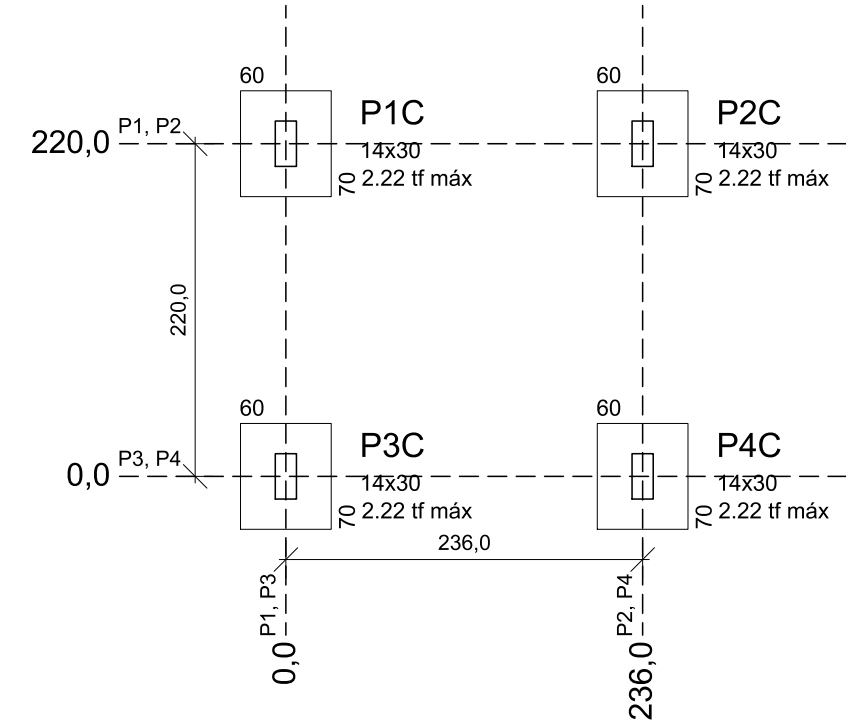 60
60
P1C
P2C
P1, P2
220,0
14x30
14x30
70
2.22 tf máx
70
2.22 tf máx
220,0
60
60
P3C
P4C
P3, P4
0,0
14x30
14x30
70
2.22 tf máx
70
2.22 tf máx
236,0
P1, P3
P2, P4
0,0
236,0